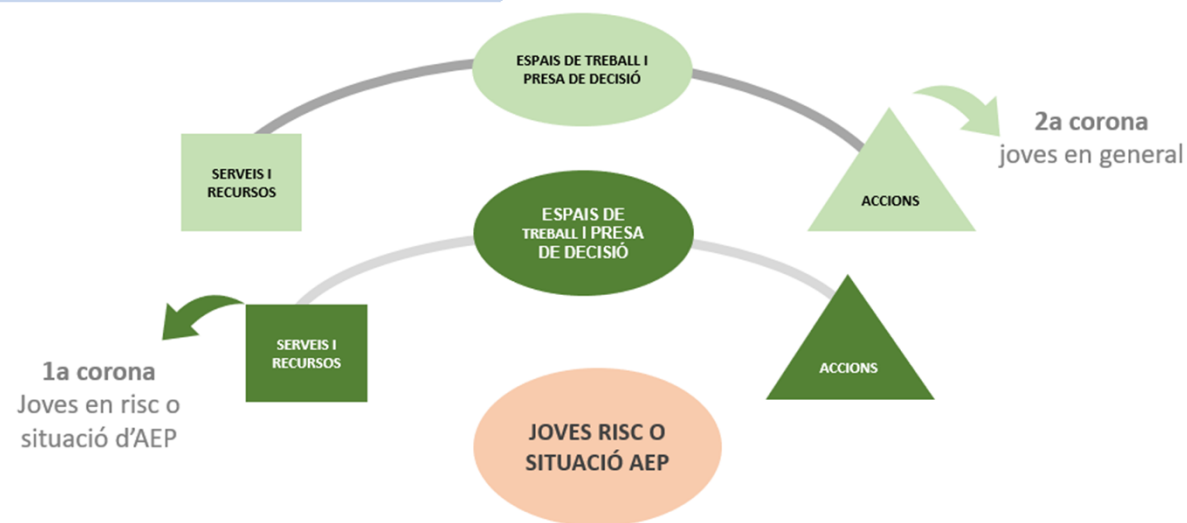 ESPAIS DE TREBALL I
PRESA DE DECISIÓ
2a corona
joves en general
SERVEIS I
RECURSOS
ACCIONS
ESPAIS DE
TREBALL I PRESA
DE DECISIÓ
SERVEIS I
RECURSOS
ACCIONS
1a corona
Joves en risc o
situació d'AEP
JOVES RISC O
SITUACIÓ AEP